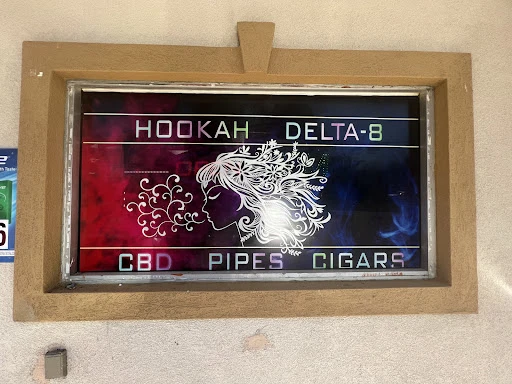 HOOKAH DELTA-8
CBD PIPES CIGARS